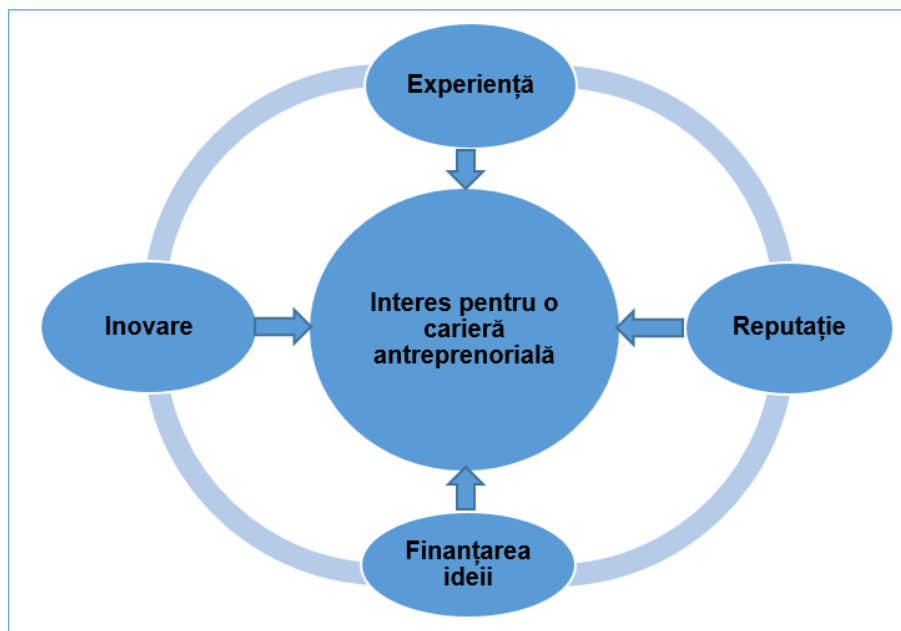 Experiență
Inovare
Interes pentru o
carieră
antreprenorială
Reputație
Finanțarea
ideii